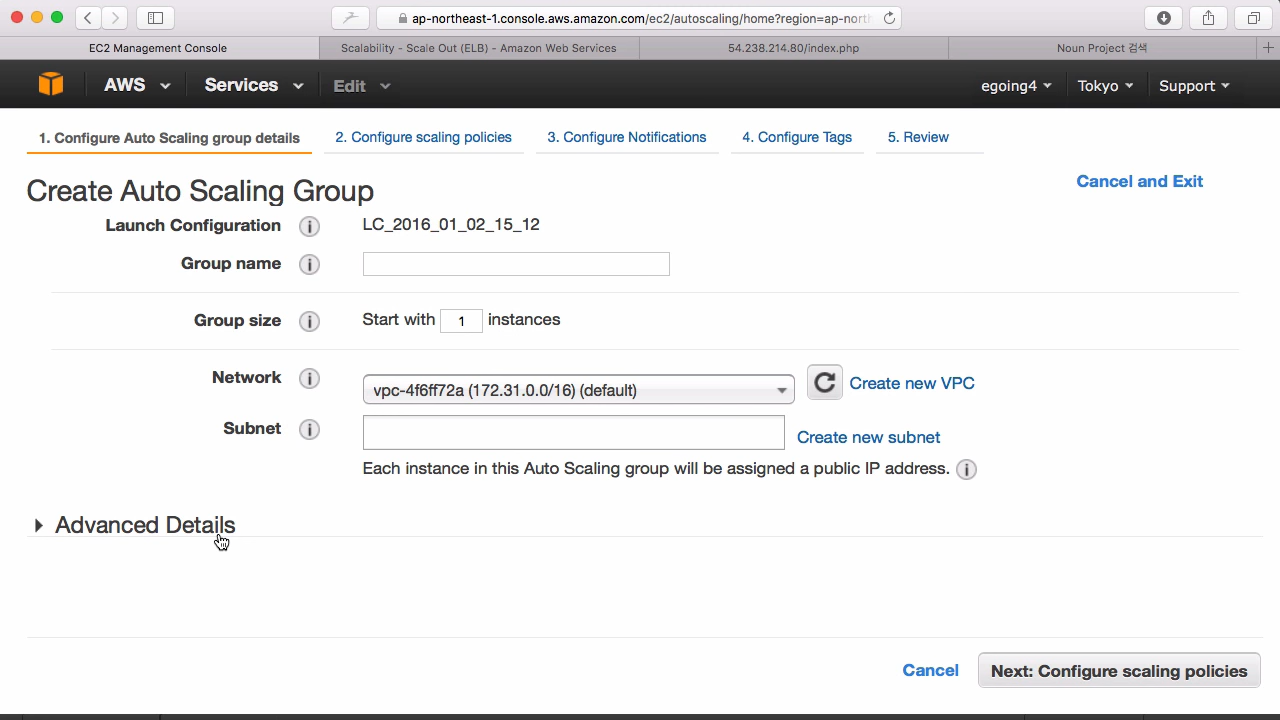 ap-northeast-1.console.aws.amazon.com/ec2/autoscaling/home?region=ap-nort
EC2 Management Console
Scalability - Scale Out (ELB) - Amazon Web Services
54.238.214.80/index.php
Noun Project 검색
AWS
Services
Edit
egoing4
Tokyo
Support
1. Configure Auto Scaling group details
2. Configure scaling policies
3. Configure Notifications
4. Configure Tags
5. Review
Create Auto Scaling Group
Cancel and Exit
Launch Configuration
LC_2016_01_02_15_12
Group name
Group size
Start with 1 instances
Network
vpc-4f6ff72a (172.31.0.0/16) (default)
Create new VPC
Subnet
Create new subnet
Each instance in this Auto Scaling group will be assigned a public IP address.
Advanced Details
Cancel
Next: Configure scaling policies